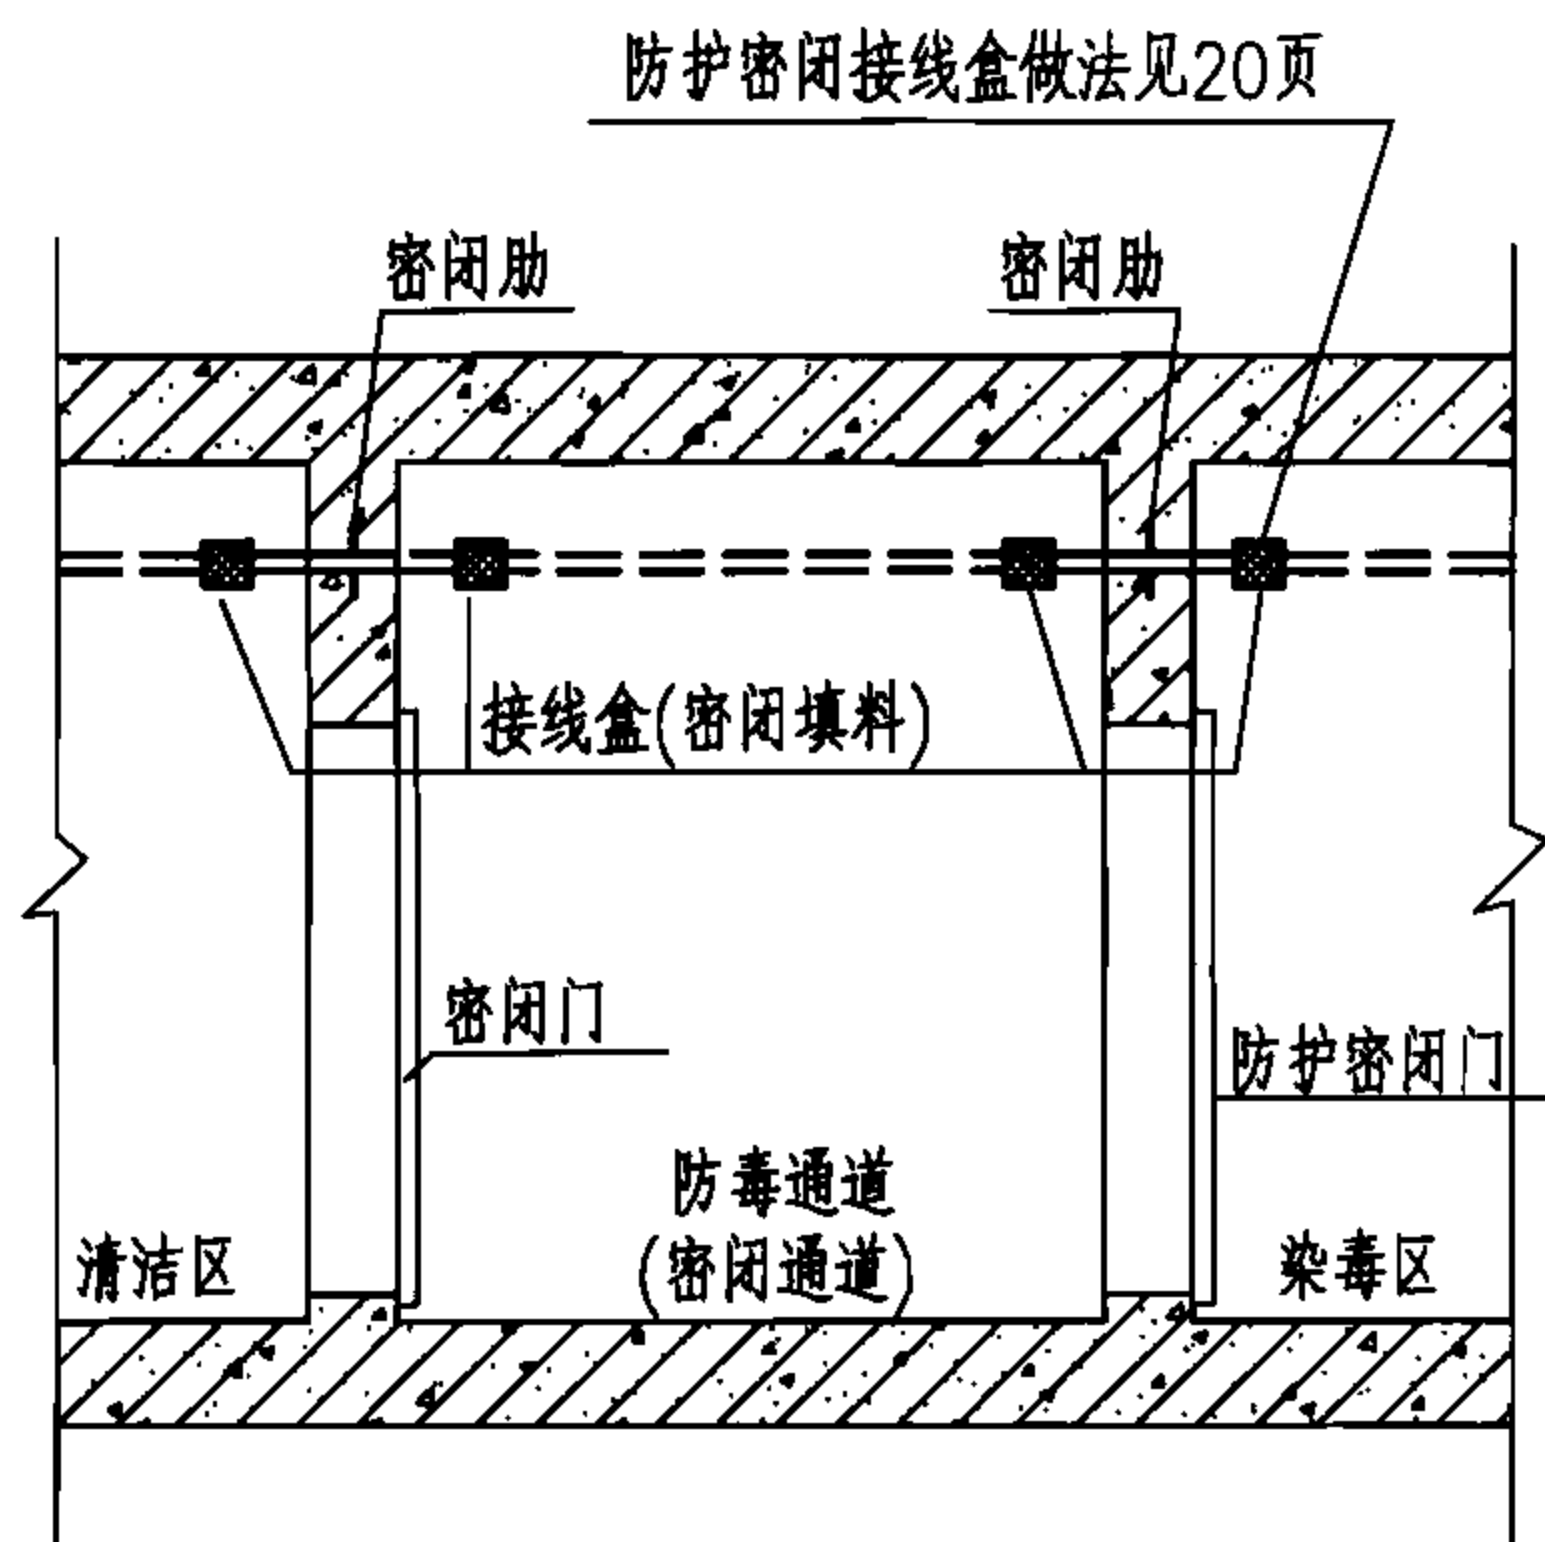 防护密闭接线盒做法见20页
密闭肋
密闭肋
接线盒(密闭填料)
密闭门
防护密闭门
防毒通道
(密闭通道)
清洁区
染毒区